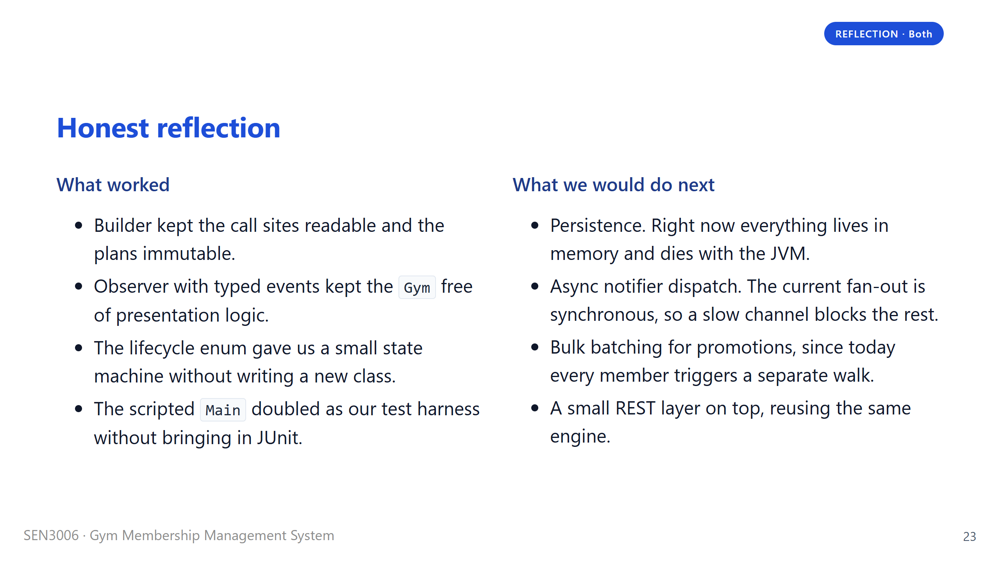 REFLECTION · Both
Honest reflection
What worked
Builder kept the call sites readable and the
plans immutable.
Observer with typed events kept the Gym free
of presentation logic.
The lifecycle enum gave us a small state
machine without writing a new class.
The scripted Main doubled as our test harness
without bringing in JUnit.
What we would do next
Persistence. Right now everything lives in
memory and dies with the JVM.
Async notifier dispatch. The current fan-out is
synchronous, so a slow channel blocks the rest.
Bulk batching for promotions, since today
every member triggers a separate walk.
A small REST layer on top, reusing the same
engine.
SEN3006 · Gym Membership Management System
23